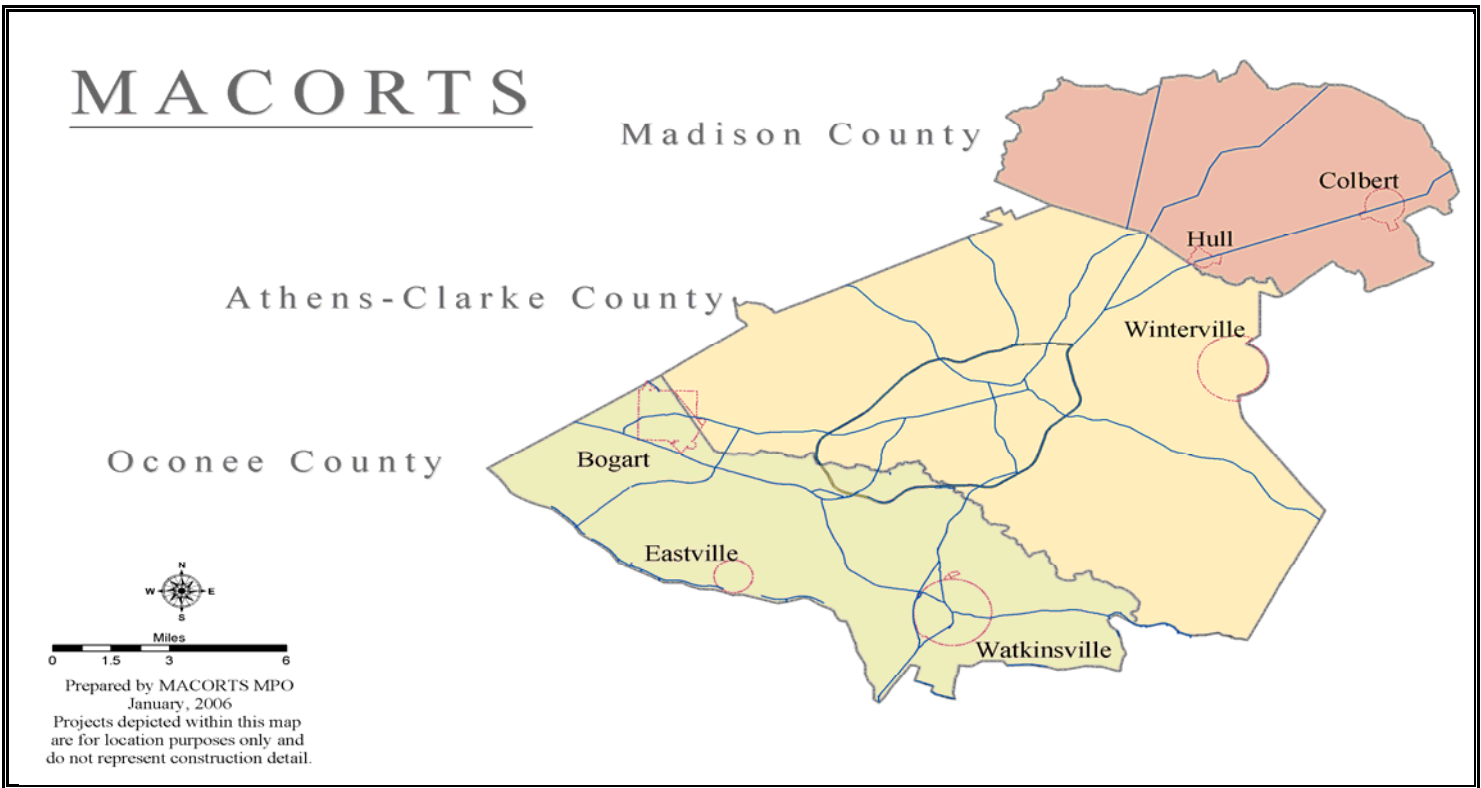 MACORTS
Madison County
Colbert
Hull
Athens-Clarke County
Winterville
Oconee County
Bogart
Eastville
Watkinsville
N
W E
S
Miles
0 1.5 3 6
Prepared by MACORTS MPO
January, 2006
Projects depicted within this map
are for location purposes only and
do not represent construction detail.